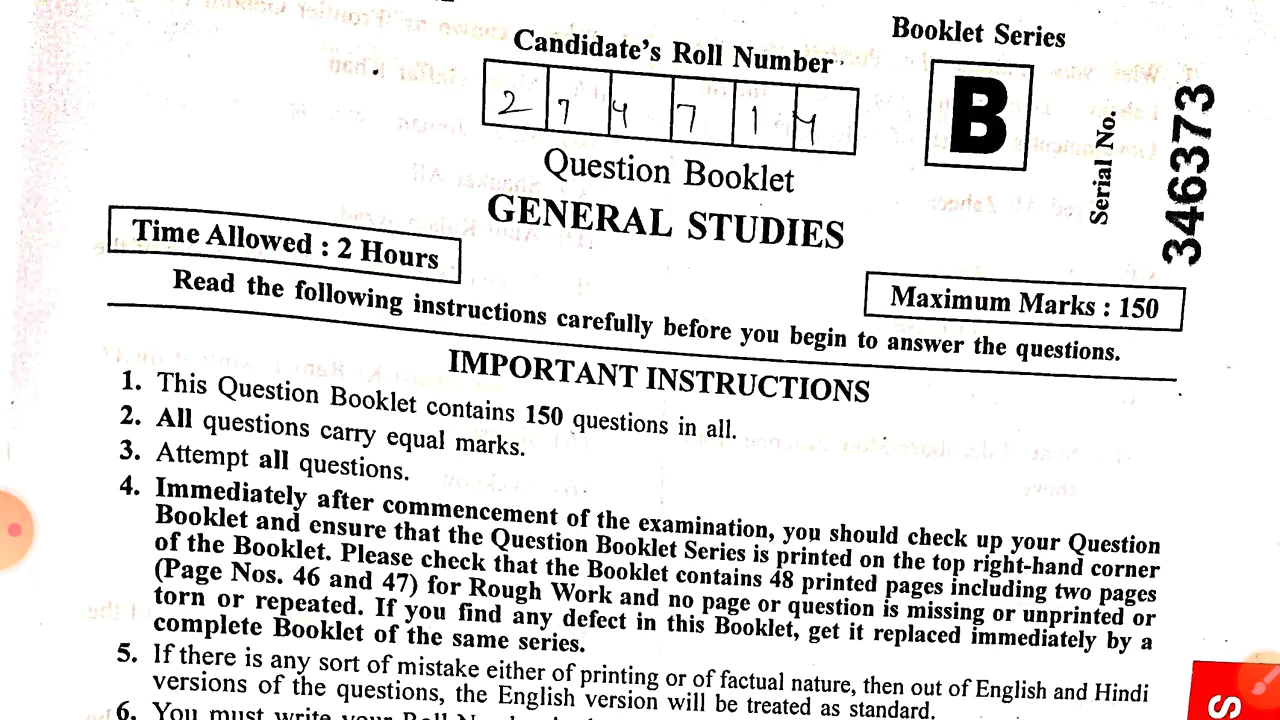 Candidate's Roll Number
Booklet Series
2 7 4 7 1 4
B
Serial No.
346373
Question Booklet
GENERAL STUDIES
Time Allowed : 2 Hours
Maximum Marks : 150
Read the following instructions carefully before you begin to answer the questions.
IMPORTANT INSTRUCTIONS
1. This Question Booklet contains 150 questions in all.
2. All questions carry equal marks.
3. Attempt all questions.
4. Immediately after commencement of the examination, you should check up your Question
Booklet and ensure that the Question Booklet Series is printed on the top right-hand corner
of the Booklet. Please check that the Booklet contains 48 printed pages including two pages
(Page Nos. 46 and 47) for Rough Work and no page or question is missing or unprinted or
torn or repeated. If you find any defect in this Booklet, get it replaced immediately by a
complete Booklet of the same series.
5. If there is any sort of mistake either of printing or of factual nature, then out of English and Hindi
versions of the questions, the English version will be treated as standard.
6. You must write your Roll
S